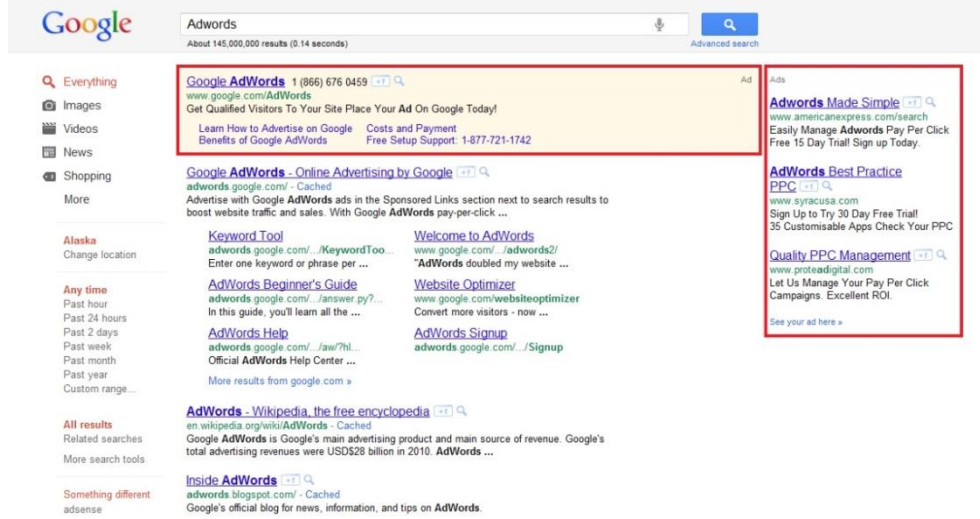 Google
Adwords
About 145,000,000 results (0.14 seconds)
Advanced search
Everything
Images
Videos
News
Shopping
More
Alaska
Change location
Any time
Past hour
Past 24 hours
Past 2 days
Past week
Past month
Past year
Custom range...
All results
Related searches
More search tools
Something different
adsense
Google AdWords 1 (866) 676 0459 +1
Ad
www.google.com/AdWords
Get Qualified Visitors To Your Site Place Your Ad On Google Today!
Learn How to Advertise on Google Costs and Payment
Benefits of Google AdWords Free Setup Support: 1-877-721-1742
Google AdWords - Online Advertising by Google +1
adwords.google.com/ - Cached
Advertise with Google AdWords ads in the Sponsored Links section next to search results to
boost website traffic and sales. With Google AdWords pay-per-click ...
Keyword Tool
adwords.google.com/.../KeywordToo...
Enter one keyword or phrase per ...
Welcome to AdWords
www.google.com/.../adwords2/
"AdWords doubled my website ...
AdWords Beginner's Guide
adwords.google.com/.../answer.py?...
In this guide, you'll learn all the ...
Website Optimizer
www.google.com/websiteoptimizer
Convert more visitors - now ...
AdWords Help
adwords.google.com/.../aw/?hl...
Official AdWords Help Center ...
AdWords Signup
adwords.google.com/.../Signup
More results from google.com »
AdWords - Wikipedia, the free encyclopedia +1
en.wikipedia.org/wiki/AdWords - Cached
Google AdWords is Google's main advertising product and main source of revenue. Google's
total advertising revenues were USD$28 billion in 2010. AdWords ...
Inside AdWords +1
adwords.blogspot.com/ - Cached
Google's official blog for news, information, and tips on AdWords.
Ads
Adwords Made Simple +1
www.americanexpress.com/search
Easily Manage Adwords Pay Per Click
Free 15 Day Trial! Sign up Today.
AdWords Best Practice
PPC +1
www.syracusa.com
Sign Up to Try 30 Day Free Trial!
35 Customisable Apps Check Your PPC
Quality PPC Management +1
www.proteadigital.com
Let Us Manage Your Pay Per Click
Campaigns. Excellent ROI.
See your ad here »